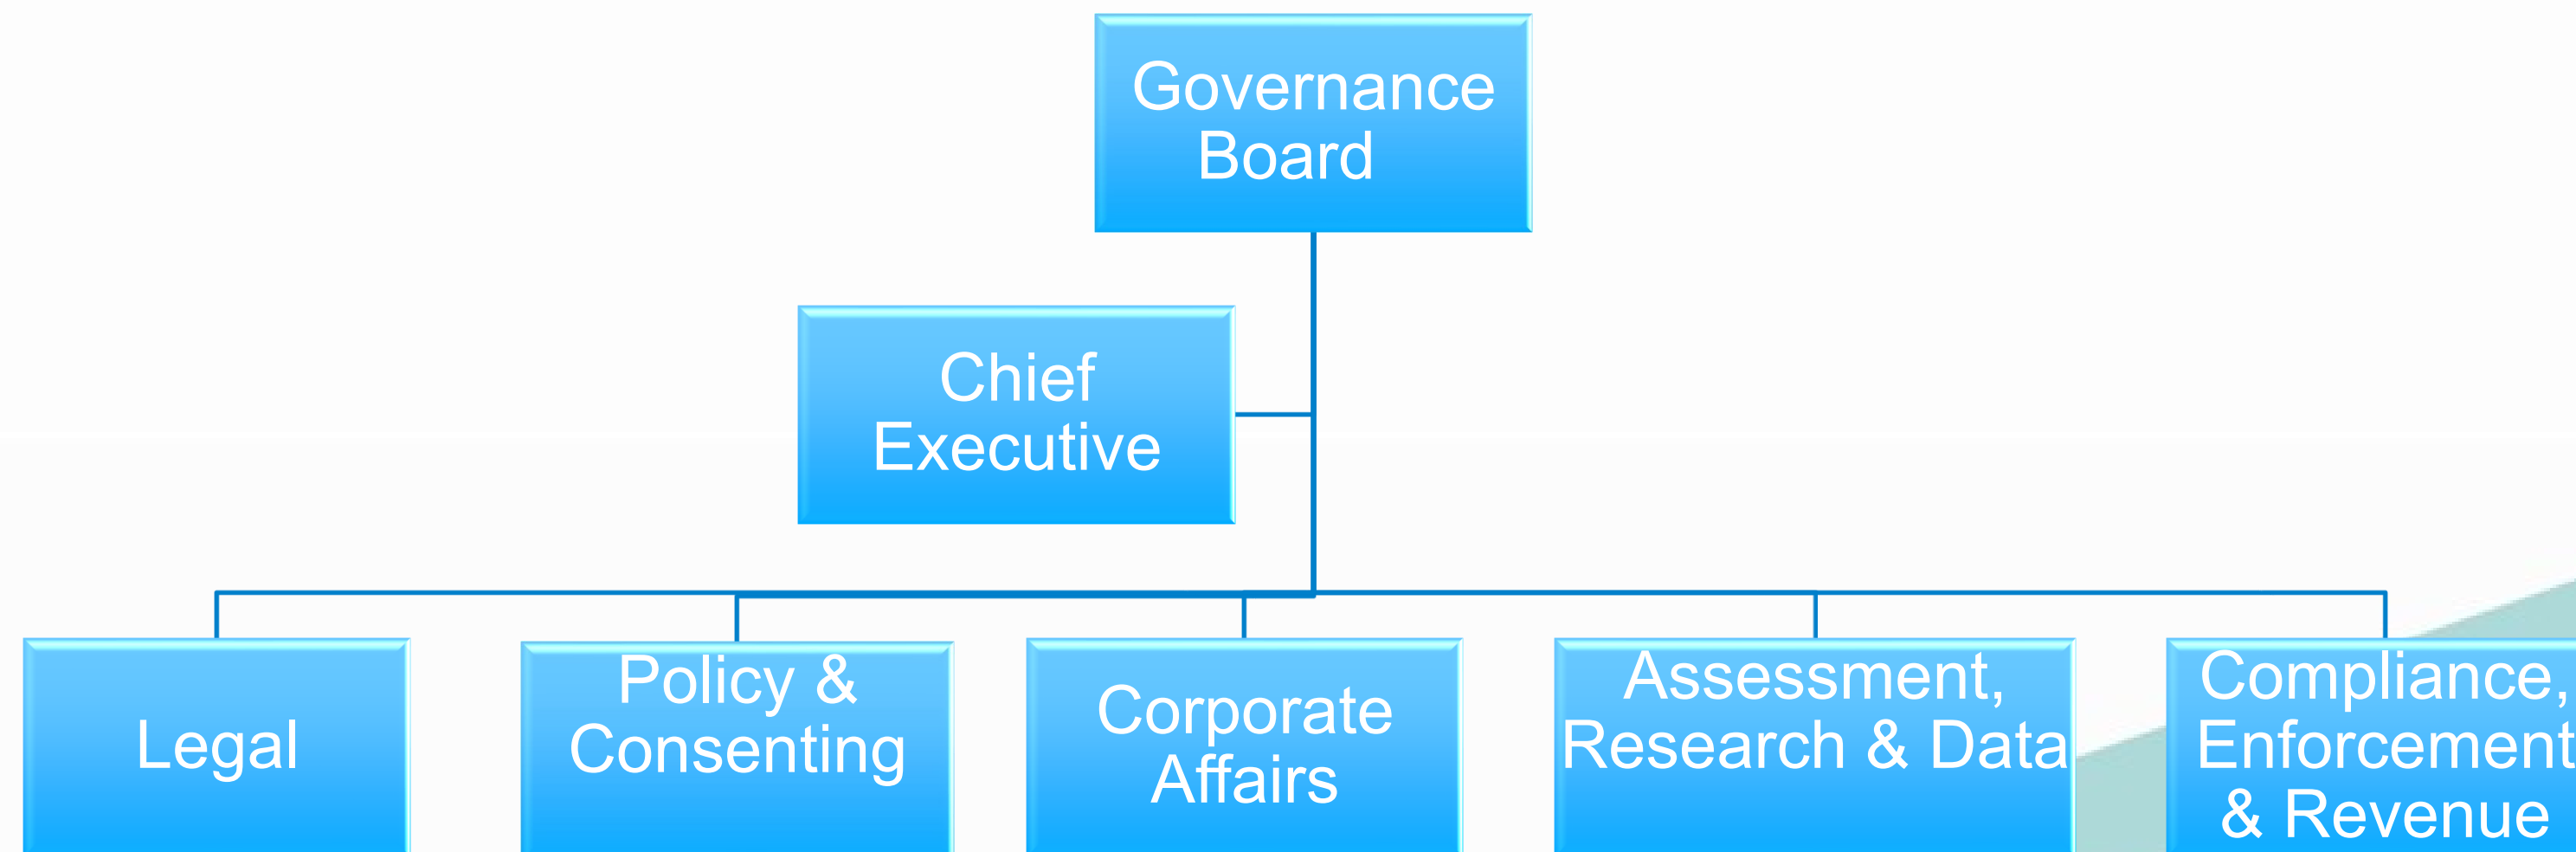 Governance
Board
Chief
Executive
Legal
Policy &
Consenting
Corporate
Affairs
Assessment,
Research & Data
Compliance,
Enforcement
& Revenue